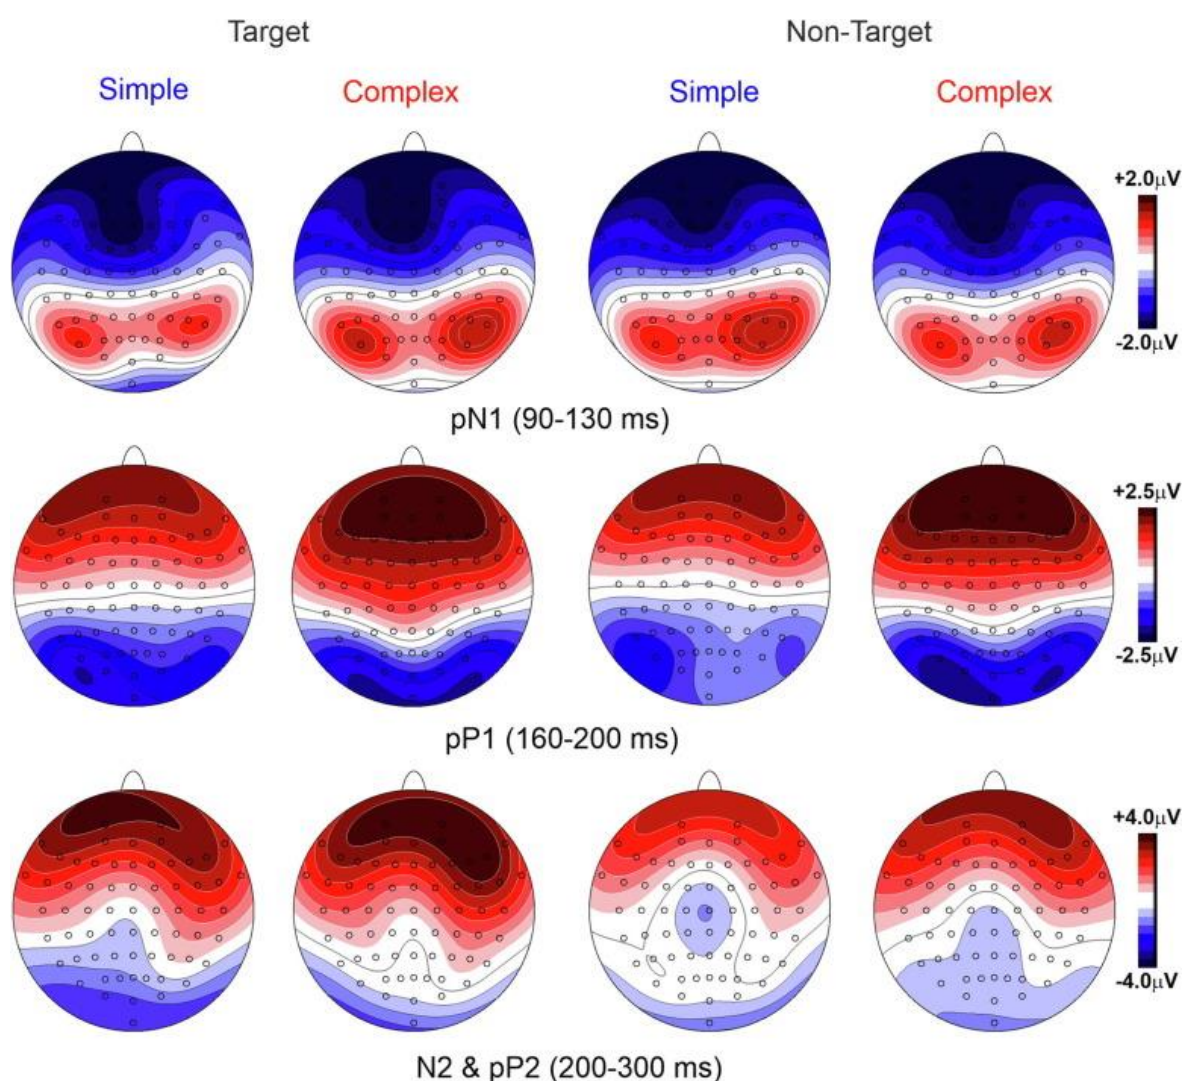 Target Non-Target
Simple Complex Simple Complex
+2.0μV
-2.0μV
pN1 (90-130 ms)
+2.5μV
-2.5μV
pP1 (160-200 ms)
+4.0μV
-4.0μV
N2 & pP2 (200-300 ms)